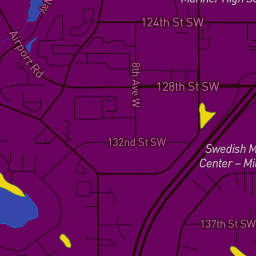 Mariner High S
124th St SW
Airport Rd
ay
8th Ave W
128th St SW
132nd St SW
Swedish M
Center – Mi
137th St SW